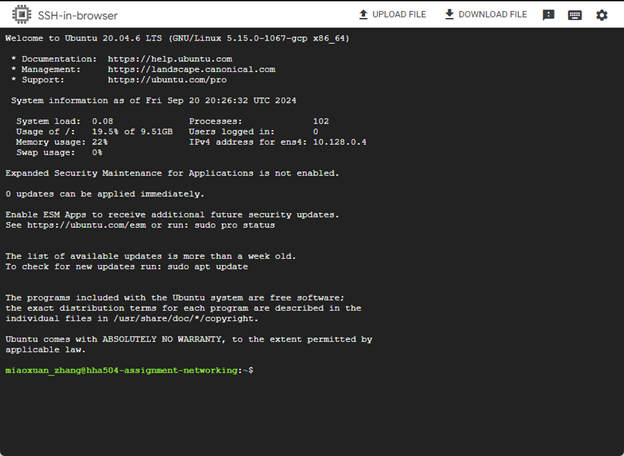 SSH-in-browser
UPLOAD FILE
DOWNLOAD FILE
Welcome to Ubuntu 20.04.6 LTS (GNU/Linux 5.15.0-1067-gcp x86_64)
* Documentation: https://help.ubuntu.com
* Management: https://landscape.canonical.com
* Support: https://ubuntu.com/pro
System information as of Fri Sep 20 20:26:32 UTC 2024
System load: 0.08 Processes: 102
Usage of /: 19.5% of 9.51GB Users logged in: 0
Memory usage: 22% IPv4 address for ens4: 10.128.0.4
Swap usage: 0%
Expanded Security Maintenance for Applications is not enabled.
0 updates can be applied immediately.
Enable ESM Apps to receive additional future security updates.
See https://ubuntu.com/esm or run: sudo pro status
The list of available updates is more than a week old.
To check for new updates run: sudo apt update
The programs included with the Ubuntu system are free software;
the exact distribution terms for each program are described in the
individual files in /usr/share/doc/*/copyright.
Ubuntu comes with ABSOLUTELY NO WARRANTY, to the extent permitted by
applicable law.
miaoxuan_zhang@hha504-assignment-networking:~$